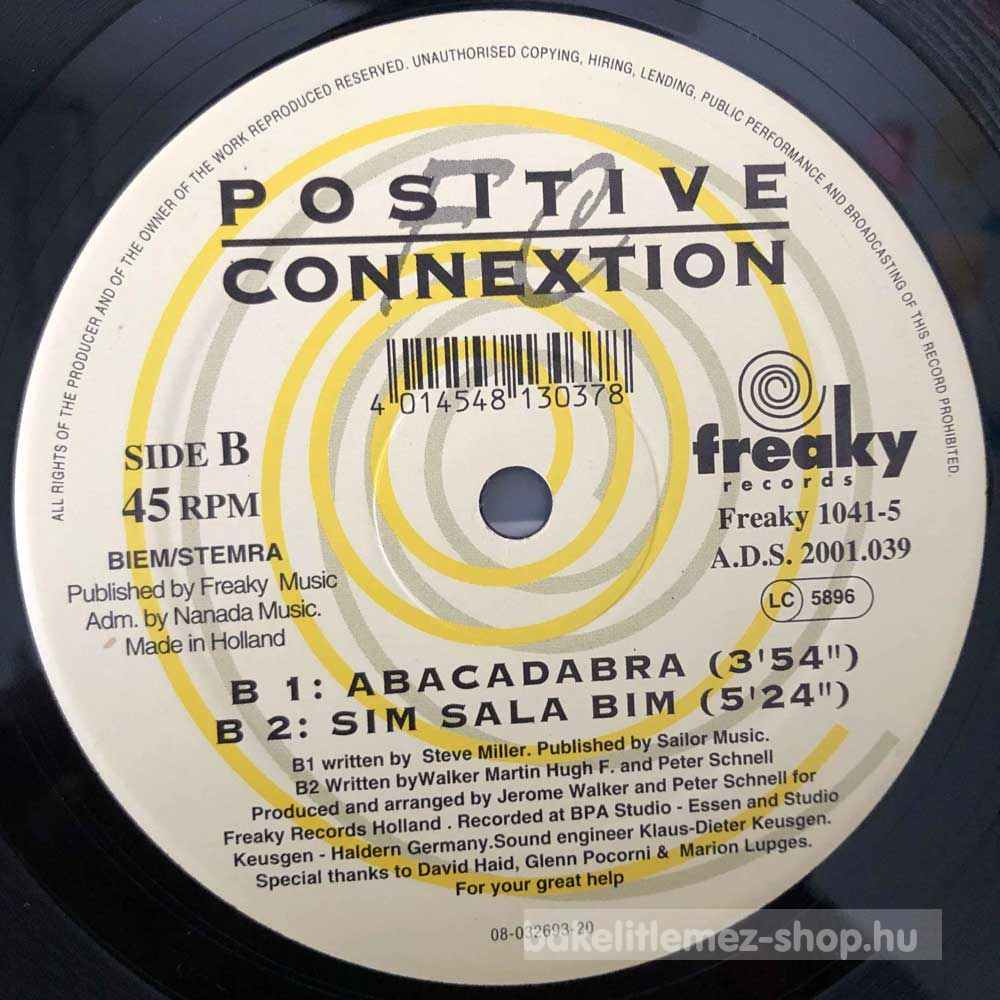 ALL RIGHTS OF THE PRODUCER AND OF THE OWNER OF THE WORK REPRODUCED RESERVED. UNAUTHORISED COPYING, HIRING, LENDING, PUBLIC PERFORMANCE AND BROADCASTING OF THIS RECORD PROHIBITED.
POSITIVE
CONNEXTION
4 014548 130378
SIDE B
45 RPM
BIEM/STEMRA
Published by Freaky Music
Adm. by Nanada Music.
Made in Holland
freaky
records
Freaky 1041-5
A.D.S. 2001.039
LC 5896
B 1: ABACADABRA (3'54")
B 2: SIM SALA BIM (5'24")
B1 written by Steve Miller. Published by Sailor Music.
B2 Written byWalker Martin Hugh F. and Peter Schnell
Produced and arranged by Jerome Walker and Peter Schnell for
Freaky Records Holland . Recorded at BPA Studio - Essen and Studio
Keusgen - Haldern Germany.Sound engineer Klaus-Dieter Keusgen.
Special thanks to David Haid, Glenn Pocorni & Marion Lupges.
For your great help
08-032693-20
bakelitlemez-shop.hu